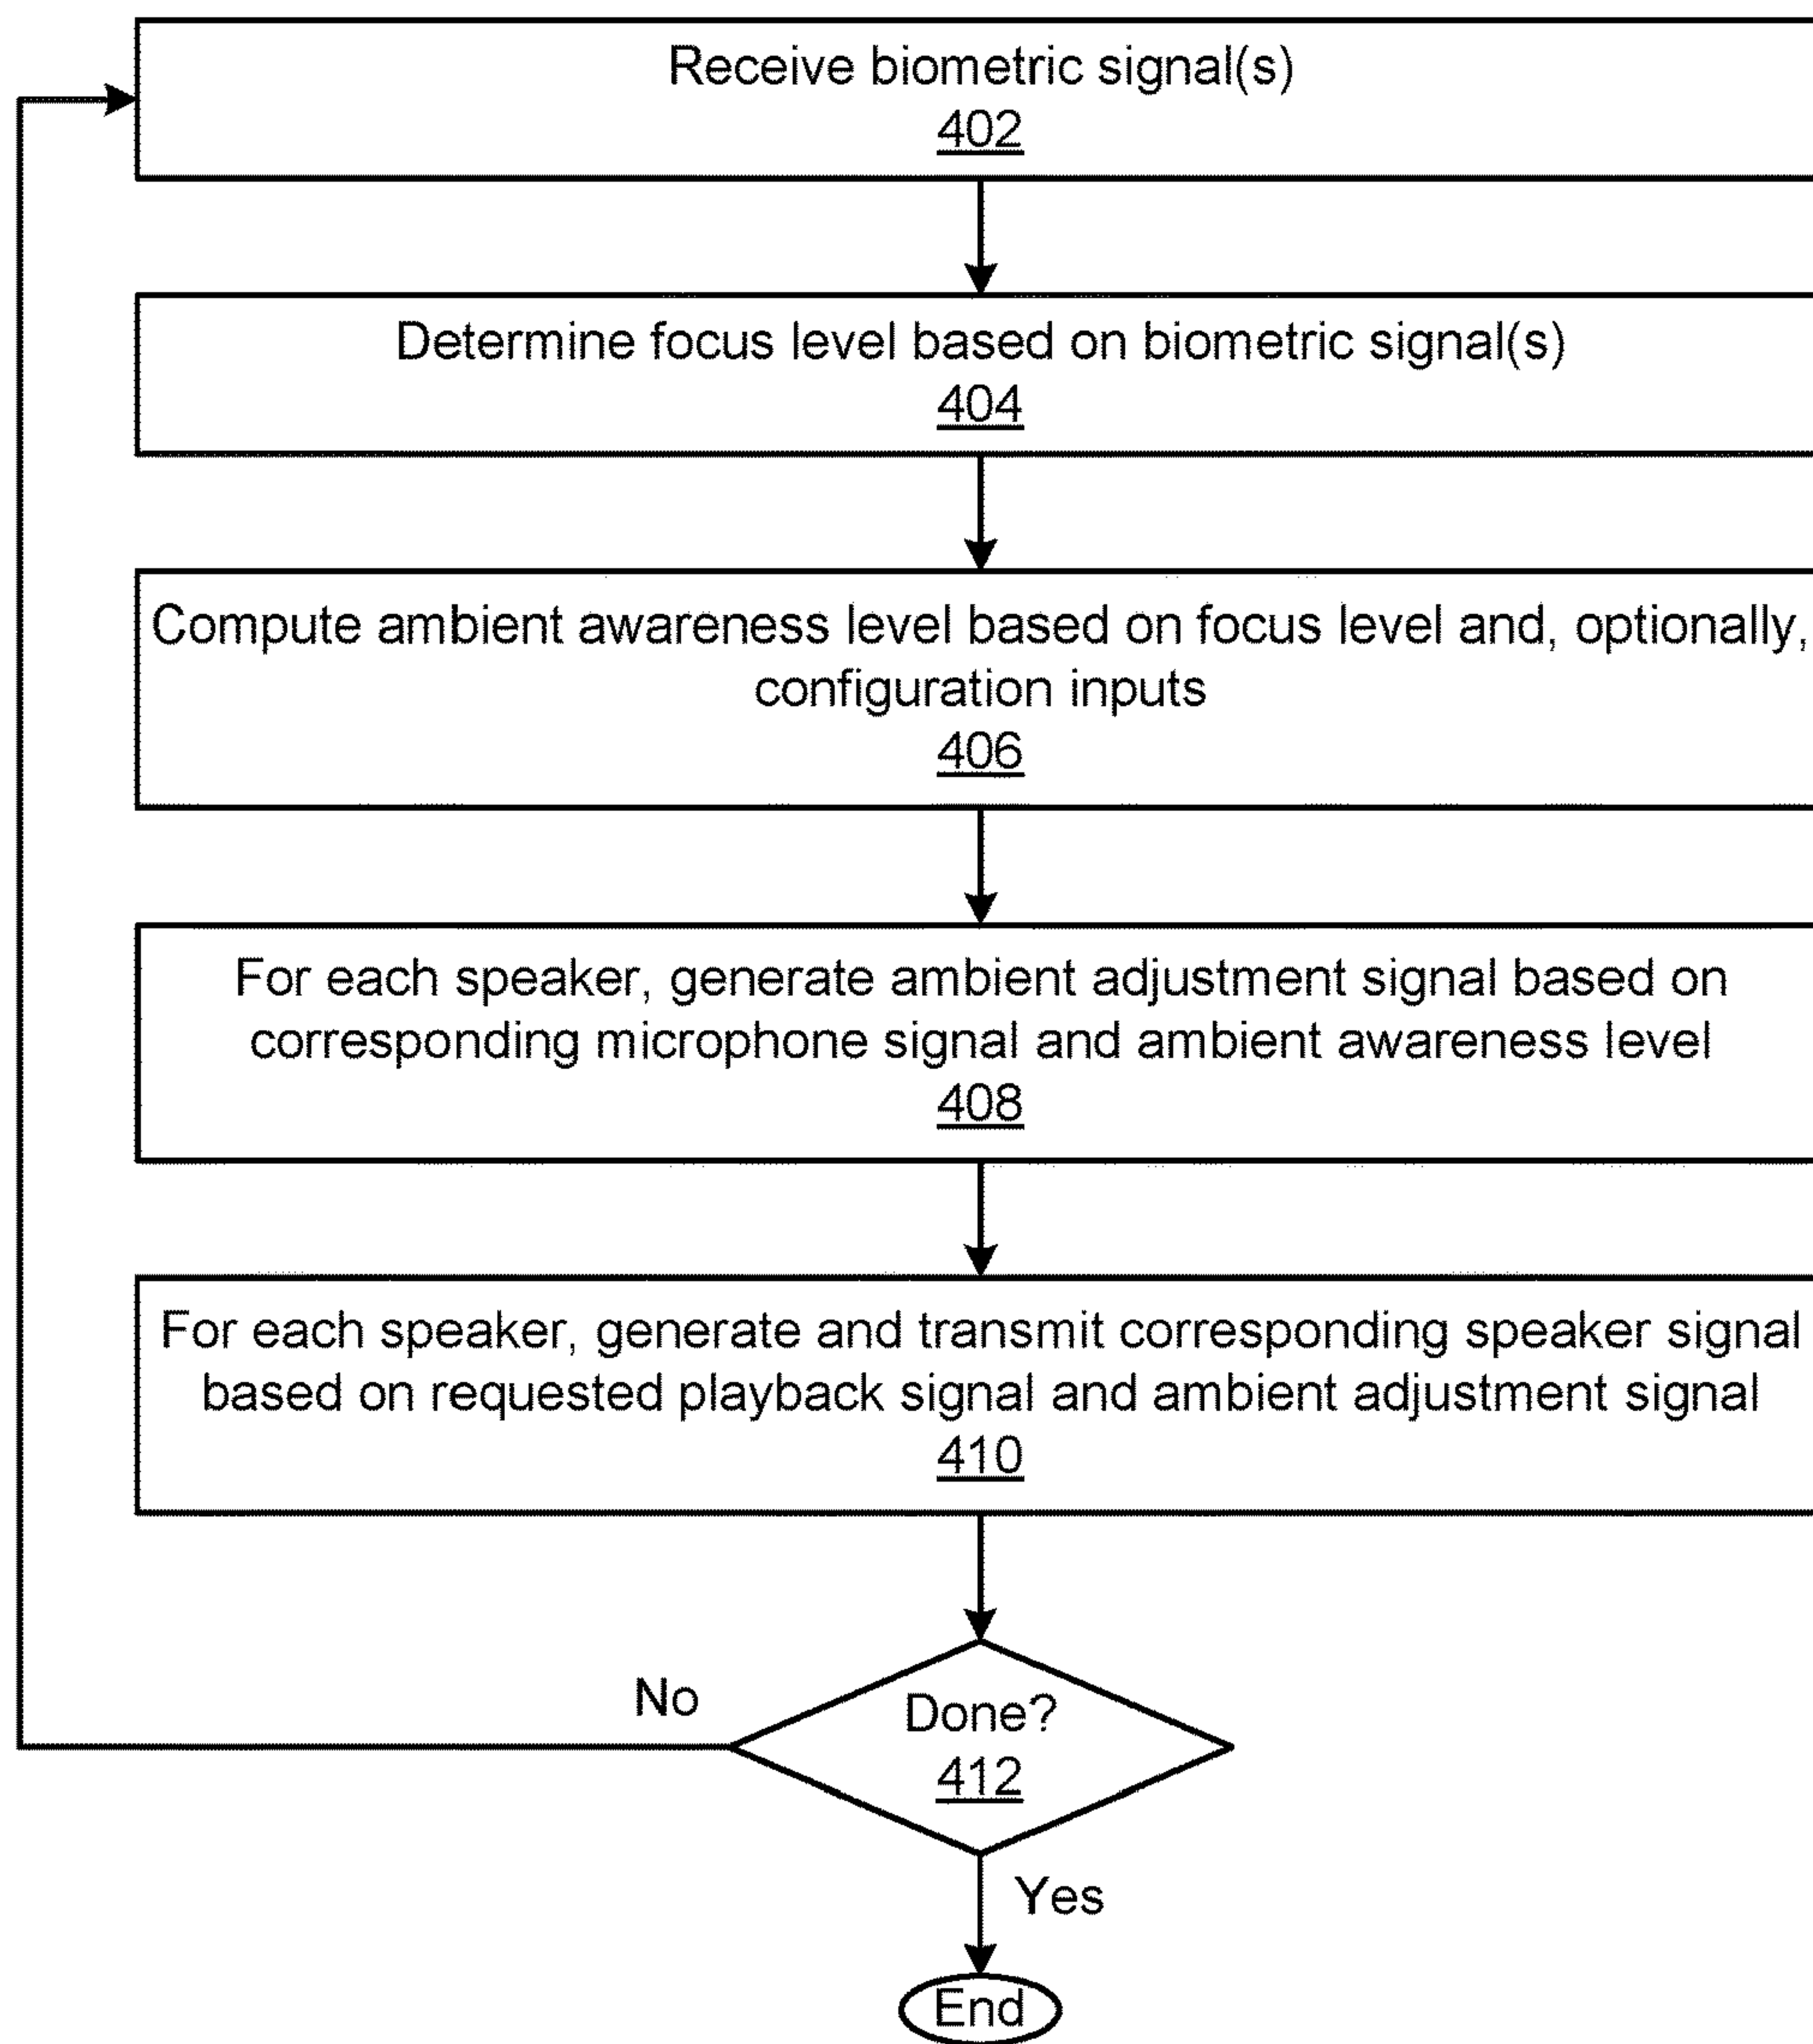 Receive biometric signal(s)
402
Determine focus level based on biometric signal(s)
404
Compute ambient awareness level based on focus level and, optionally,
configuration inputs
406
For each speaker, generate ambient adjustment signal based on
corresponding microphone signal and ambient awareness level
408
For each speaker, generate and transmit corresponding speaker signal
based on requested playback signal and ambient adjustment signal
410
No
Done?
412
Yes
End